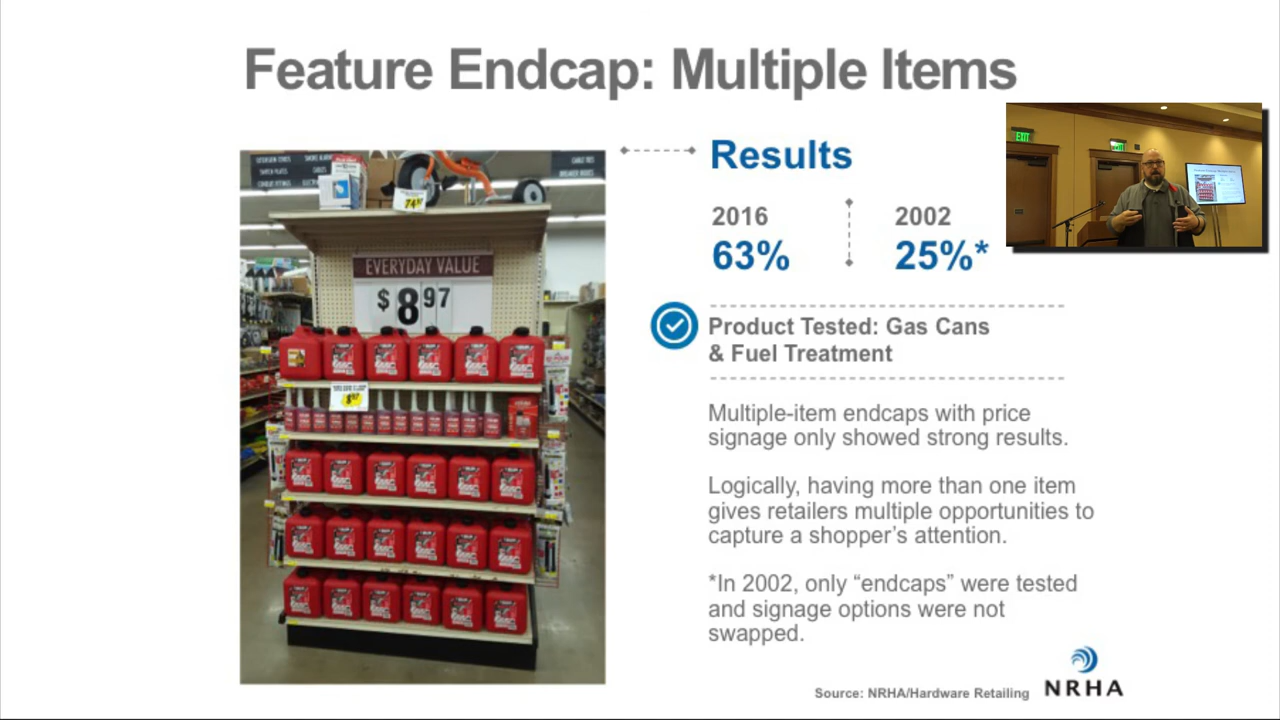 Feature Endcap: Multiple Items
Results
2016
2002
63%
25%*
Product Tested: Gas Cans
& Fuel Treatment
Multiple-item endcaps with price
signage only showed strong results.
Logically, having more than one item
gives retailers multiple opportunities to
capture a shopper's attention.
*In 2002, only “endcaps” were tested
and signage options were not
swapped.
Source: NRHA/Hardware Retailing
NRHA
EVERYDAY VALUE
$ 8 97
EXIT